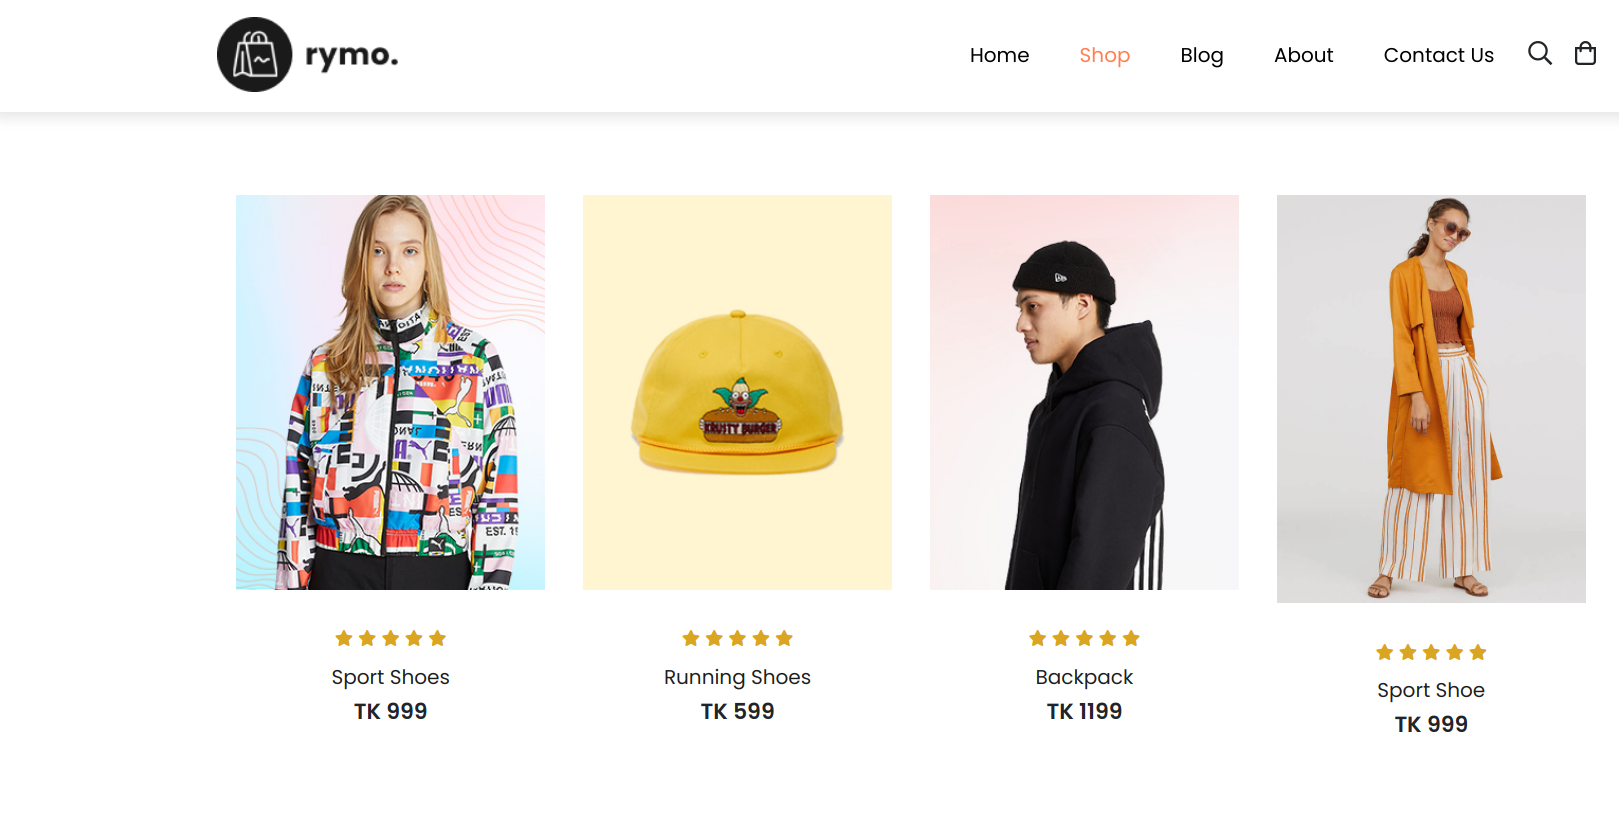 rymo.
Home Shop Blog About Contact Us
KRUSTY BURGER
Sport Shoes
TK 999
Running Shoes
TK 599
Backpack
TK 1199
Sport Shoe
TK 999